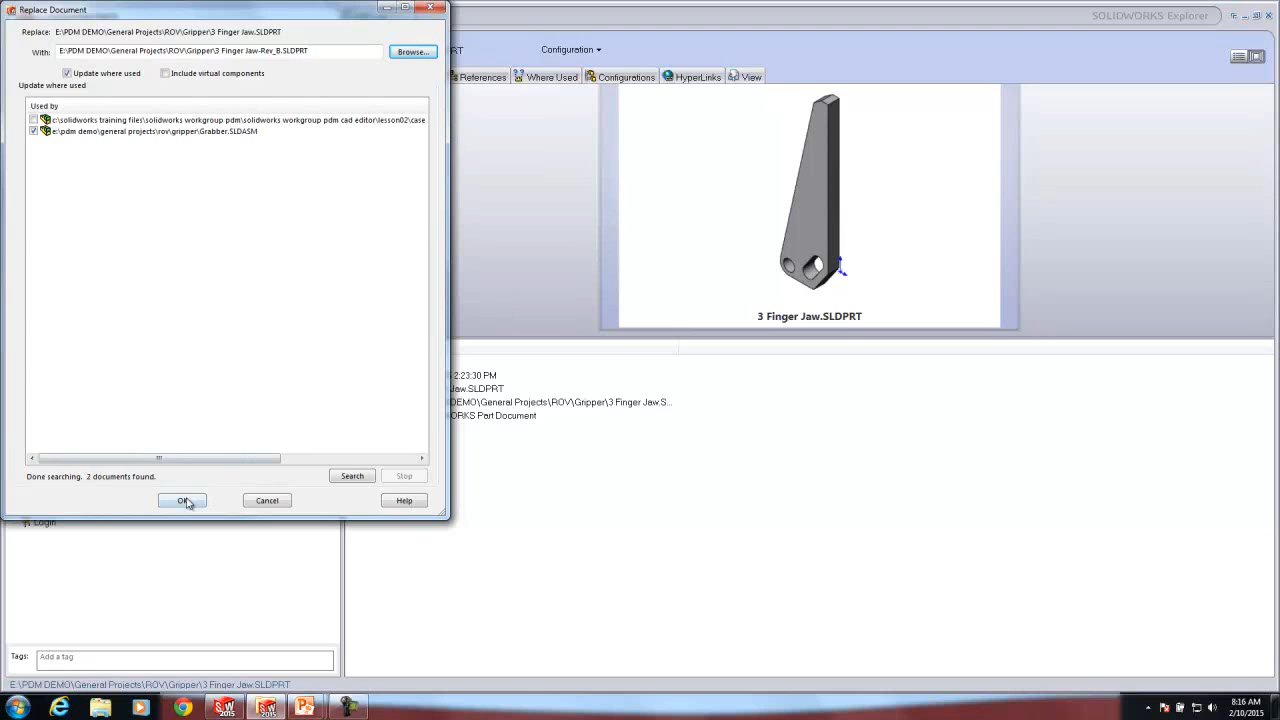 Replace Document
SOLIDWORKS Explorer
Replace: E:\PDM DEMO\General Projects\ROV\Gripper\3 Finger Jaw.SLDPRT
With: E:\PDM DEMO\General Projects\ROV\Gripper\3 Finger Jaw-Rev_B.SLDPRT
Browse...
PRT
Configuration
Update where used
Include virtual components
References
Where Used
Configurations
HyperLinks
View
Update where used
Used by
c:\solidworks training files\solidworks workgroup pdm\solidworks workgroup pdm cad editor\lesson02\case
e:\pdm demo\general projects\rov\gripper\Grabber.SLDASM
3 Finger Jaw.SLDPRT
2:23:30 PM
Jaw.SLDPRT
DEMO\General Projects\ROV\Gripper\3 Finger Jaw.S...
ORKS Part Document
Done searching. 2 documents found.
Search
Stop
OK
Cancel
Help
Login
Tags:
Add a tag
E:\PDM DEMO\General Projects\ROV\Gripper\3 Finger Jaw.SLDPRT
SW
2015
SW
2015
8:16 AM
2/10/2015